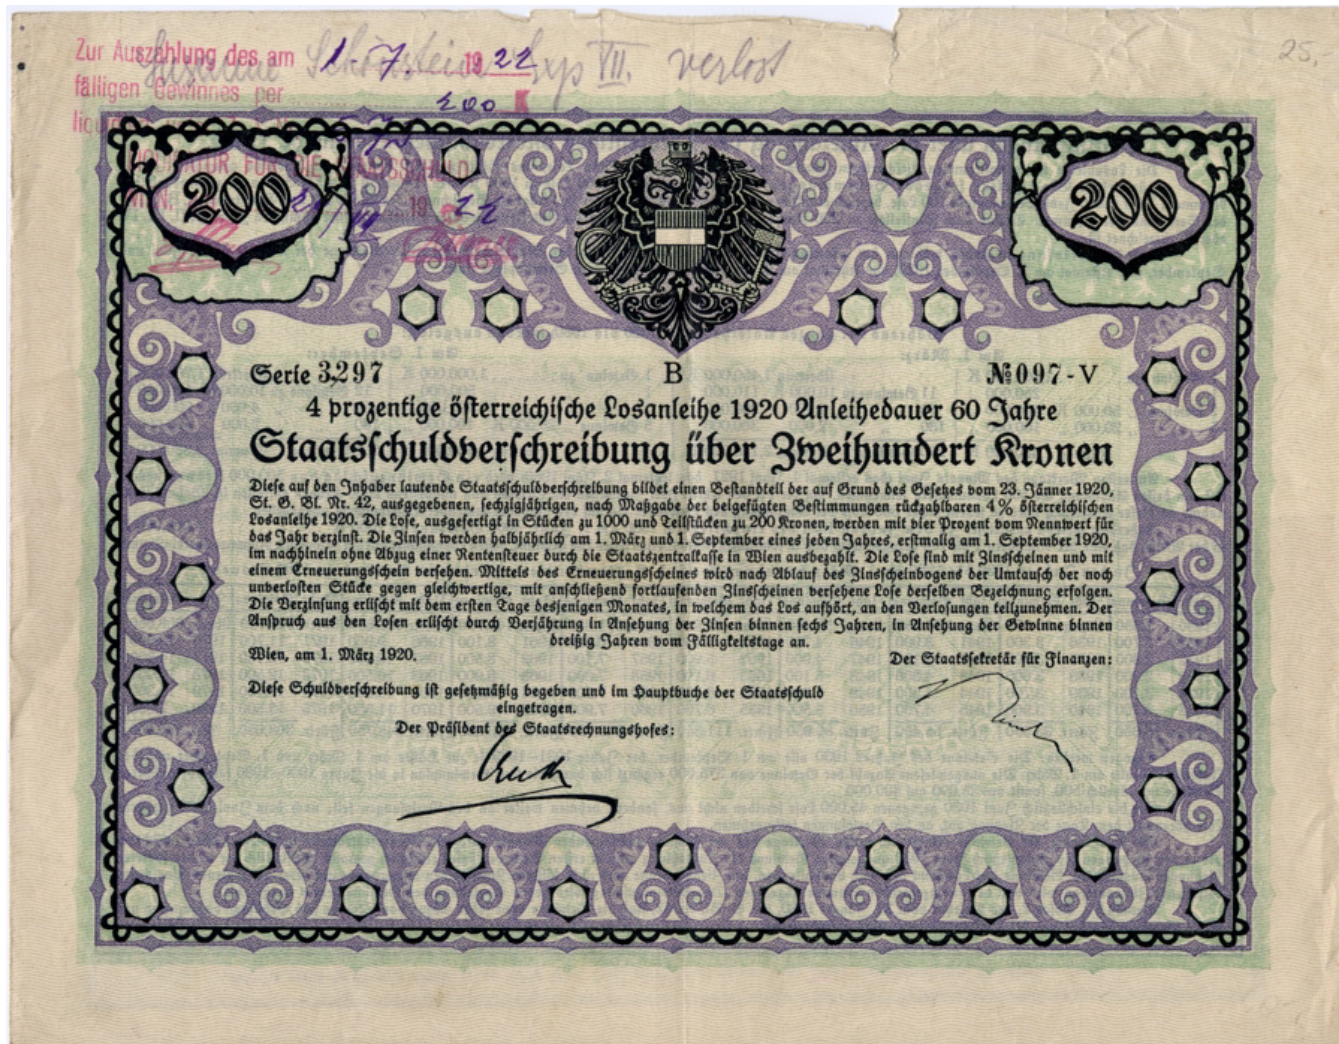 Zur Auszahlung des am 1. 7. 1922
fälligen Gewinnes per 200 K
verlost
25.
FÜR DIE STAATSSCHULD
19 22
200
200
Serie 3,297 B №097-V
4 prozentige österreichische Losanleihe 1920 Anleihedauer 60 Jahre
Staatsschuldverschreibung über Zweihundert Kronen
Diese auf den Inhaber lautende Staatsschuldverschreibung bildet einen Bestandteil der auf Grund des Gesetzes vom 23. Jänner 1920,
St. G. Bl. Nr. 42, ausgegebenen, sechzigjährigen, nach Maßgabe der beigefügten Bestimmungen rückzahlbaren 4% österreichischen
Losanleihe 1920. Die Lose, ausgefertigt in Stücken zu 1000 und Teilstücken zu 200 Kronen, werden mit vier Prozent vom Nennwert für
das Jahr verzinst. Die Zinsen werden halbjährlich am 1. März und 1. September eines jeden Jahres, erstmalig am 1. September 1920,
im nachhinein ohne Abzug einer Rentensteuer durch die Staatszentralkasse in Wien ausbezahlt. Die Lose sind mit Zinsscheinen und mit
einem Erneuerungsschein versehen. Mittels des Erneuerungsscheines wird nach Ablauf des Zinsscheinbogens der Umtausch der noch
unverlosten Stücke gegen gleichwertige, mit anschließend fortlaufenden Zinsscheinen versehene Lose derselben Bezeichnung erfolgen.
Die Verzinsung erlischt mit dem ersten Tage desjenigen Monates, in welchem das Los aufhört, an den Verlosungen teilzunehmen. Der
Anspruch aus den Losen erlischt durch Verjährung in Ansehung der Zinsen binnen sechs Jahren, in Ansehung der Gewinne binnen
dreißig Jahren vom Fälligkeitstage an.
Wien, am 1. März 1920.
Der Staatssekretär für Finanzen:
Diese Schuldverschreibung ist gesetzmäßig begeben und im Hauptbuche der Staatsschuld
eingetragen.
Der Präsident des Staatsrechnungshofes: